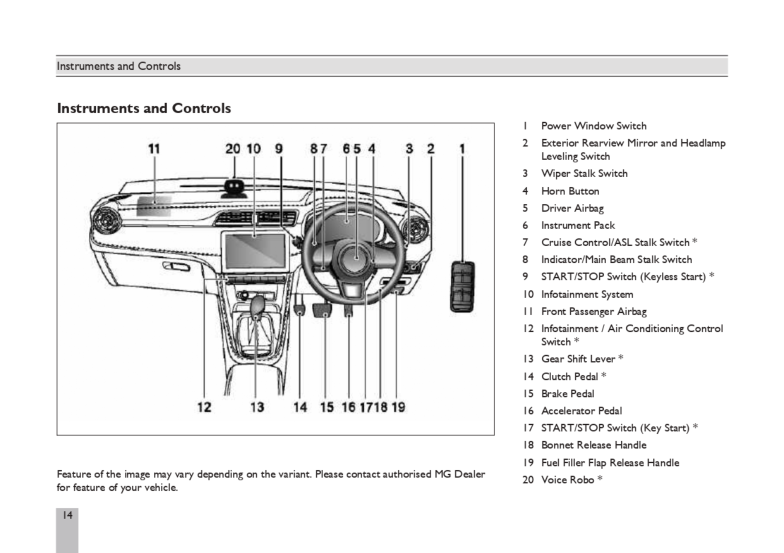 Instruments and Controls
Instruments and Controls
11 20 10 9 8 7 6 5 4 3 2 1
12 13 14 15 16 17 18 19
1 Power Window Switch
2 Exterior Rearview Mirror and Headlamp
Leveling Switch
3 Wiper Stalk Switch
4 Horn Button
5 Driver Airbag
6 Instrument Pack
7 Cruise Control/ASL Stalk Switch *
8 Indicator/Main Beam Stalk Switch
9 START/STOP Switch (Keyless Start) *
10 Infotainment System
11 Front Passenger Airbag
12 Infotainment / Air Conditioning Control
Switch *
13 Gear Shift Lever *
14 Clutch Pedal *
15 Brake Pedal
16 Accelerator Pedal
17 START/STOP Switch (Key Start) *
18 Bonnet Release Handle
19 Fuel Filler Flap Release Handle
20 Voice Robo *
Feature of the image may vary depending on the variant. Please contact authorised MG Dealer
for feature of your vehicle.
14